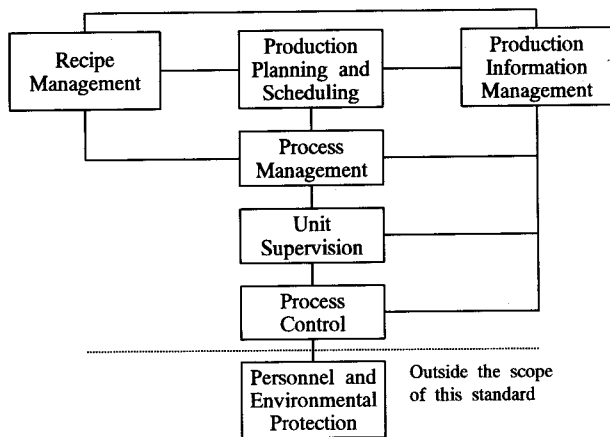 Recipe
Management
Production
Planning and
Scheduling
Production
Information
Management
Process
Management
Unit
Supervision
Process
Control
Personnel and
Environmental
Protection
Outside the scope
of this standard